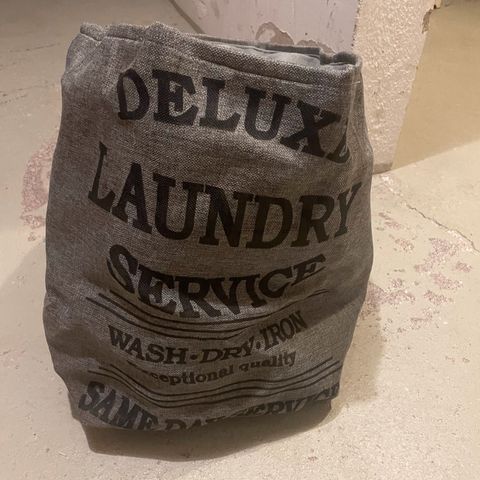 DELUXE
LAUNDRY
SERVICE
WASH·DRY·IRON
exceptional quality
SAME DAY SERVICE